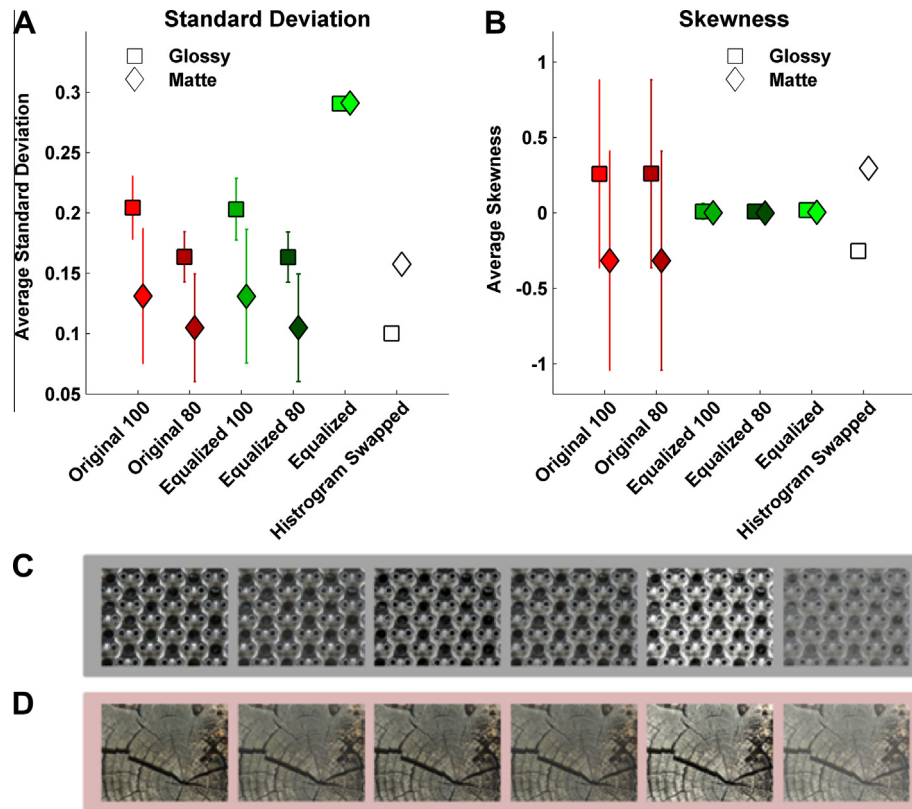 A
Standard Deviation
Glossy
Matte
Average Standard Deviation
0.3
0.25
0.2
0.15
0.1
0.05
Original 100
Original 80
Equalized 100
Equalized 80
Equalized
Histrogram Swapped
B
Skewness
Glossy
Matte
Average Skewness
1
0.5
0
-0.5
-1
Original 100
Original 80
Equalized 100
Equalized 80
Equalized
Histrogram Swapped
C
D